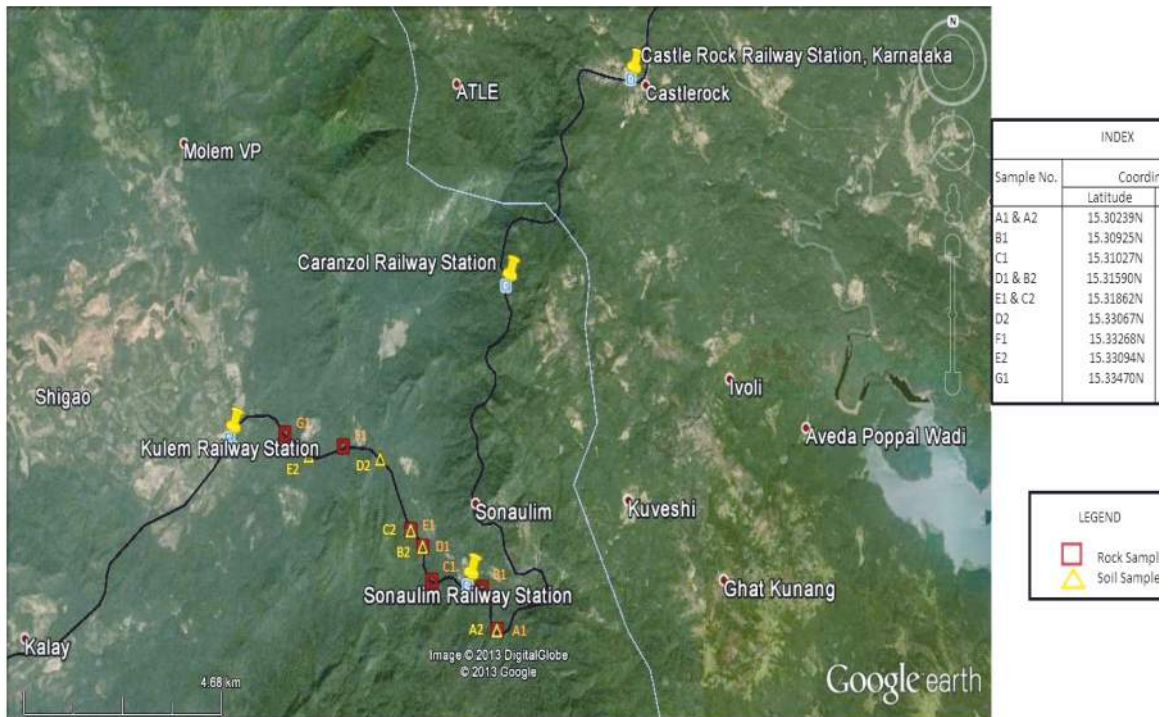 N
Castle Rock Railway Station, Karnataka
ATLE
Castlerock
Molem VP
Caranzol Railway Station
Ivoli
Shigao
Aveda Poppal Wadi
G1
Kulem Railway Station
F1
E2
D2
Sonaulim
Kuveshi
C2 E1
B2 D1
C1
B1
Ghat Kunang
Sonaulim Railway Station
A2 A1
Kalay
Image © 2013 DigitalGlobe
© 2013 Google
4.68 km
Google earth
INDEX
Sample No. Coordin
Latitude
A1 & A2 15.30239N
B1 15.30925N
C1 15.31027N
D1 & B2 15.31590N
E1 & C2 15.31862N
D2 15.33067N
F1 15.33268N
E2 15.33094N
G1 15.33470N
LEGEND
Rock Sampl
Soil Sample